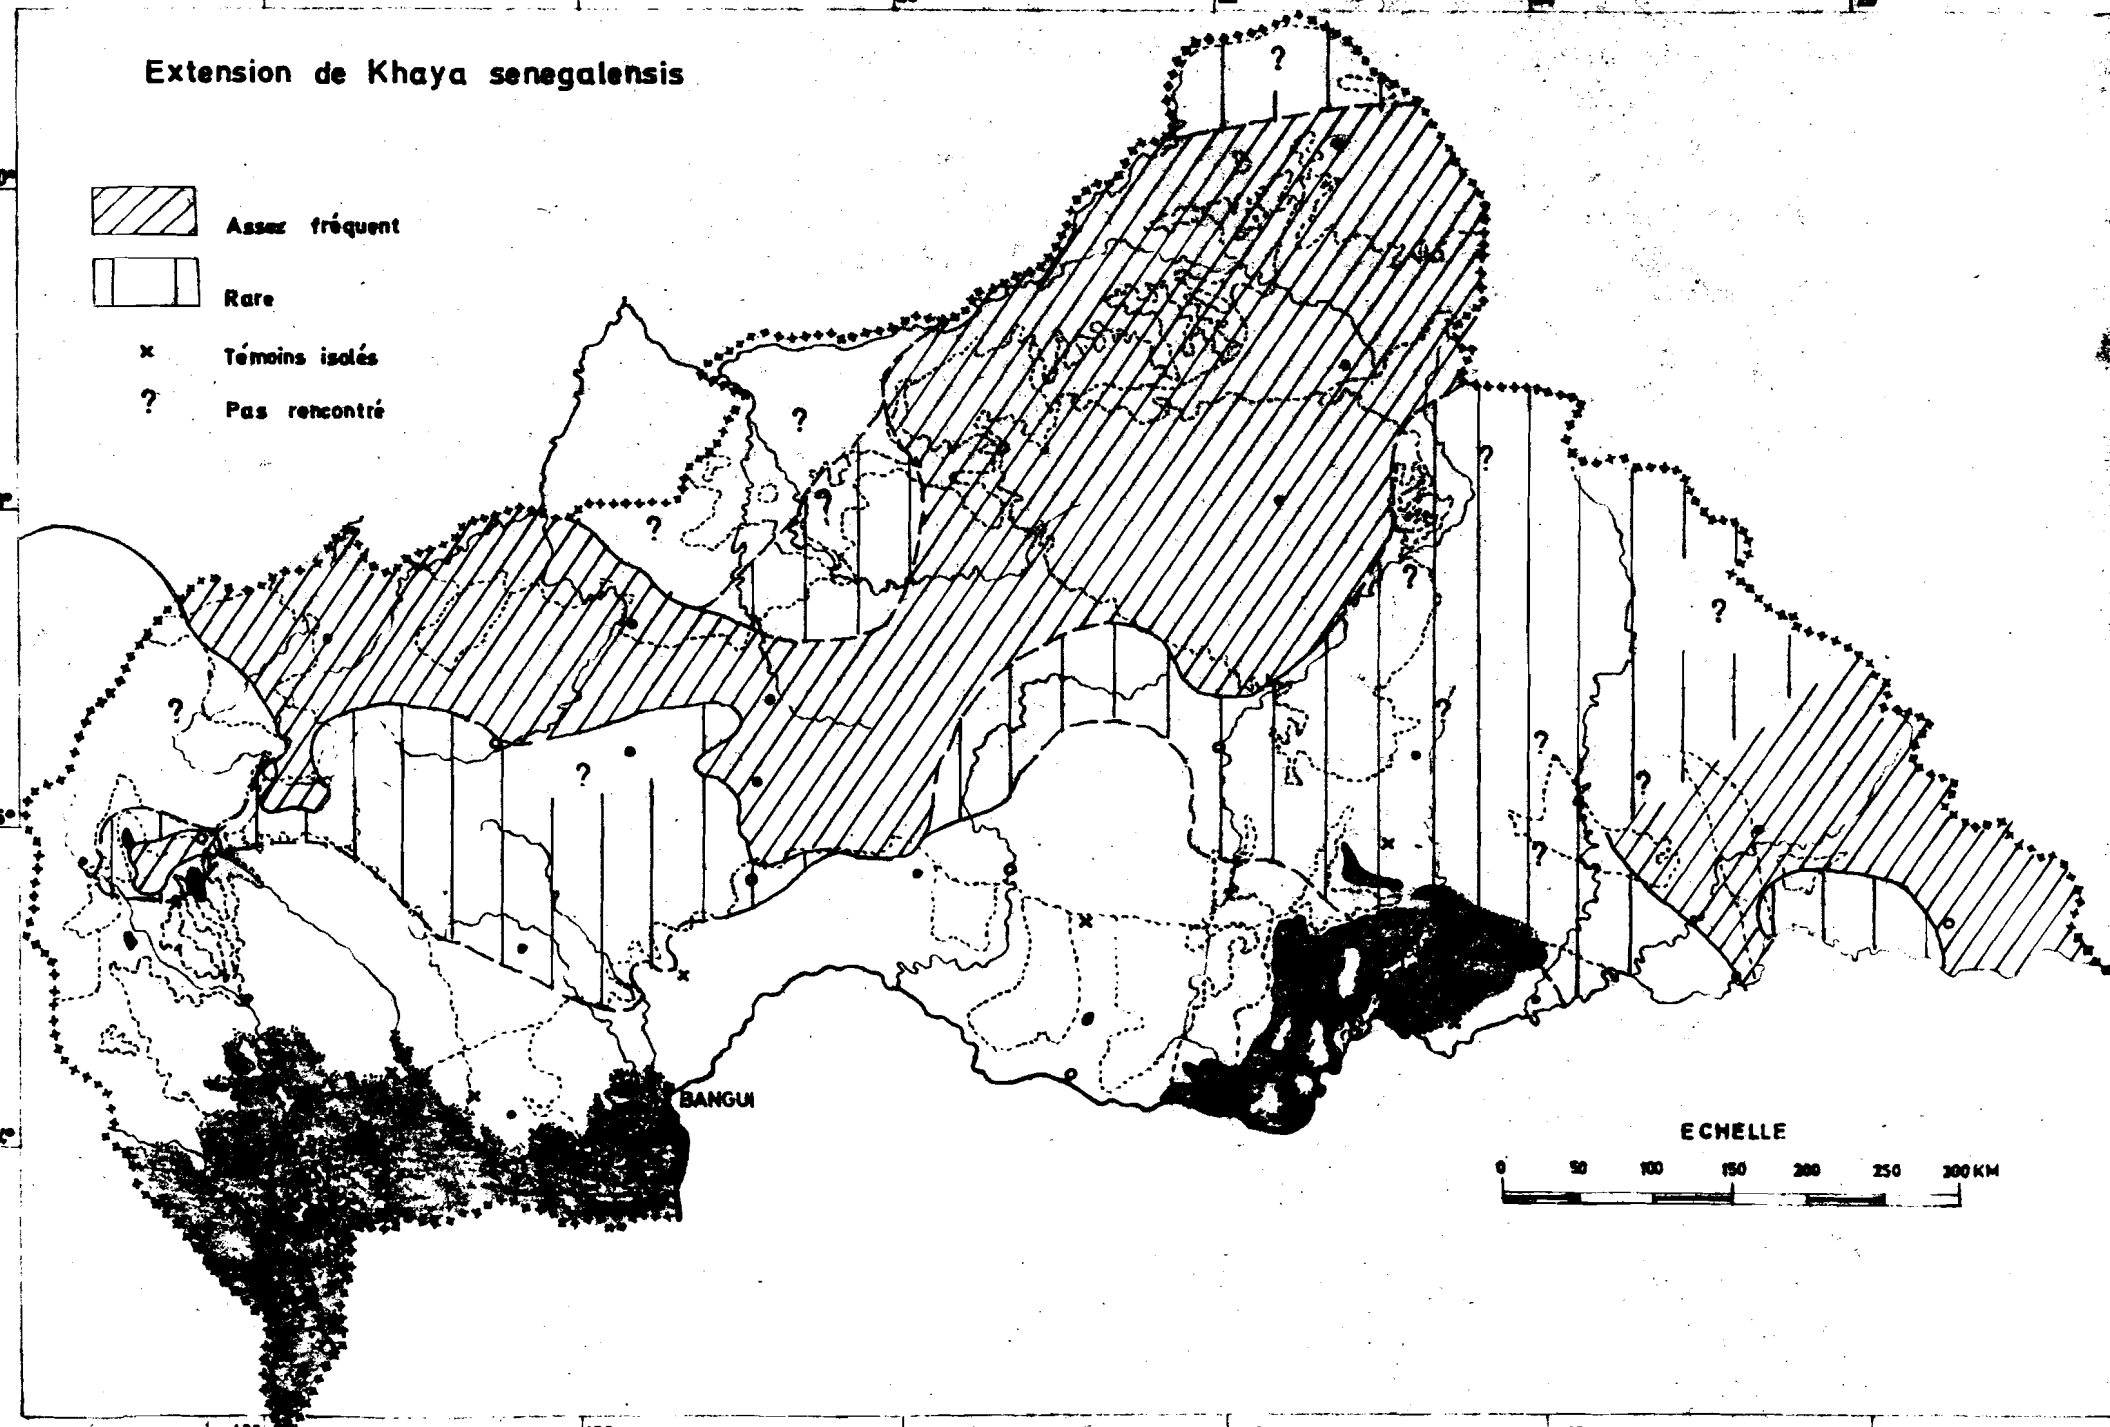 Extension de Khaya senegalensis
Assez fréquent
Rare
x Témoins isolés
? Pas rencontré
?
?
?
?
?
?
?
?
?
?
?
?
?
?
BANGUI
ECHELLE
0 50 100 150 200 250 300 KM